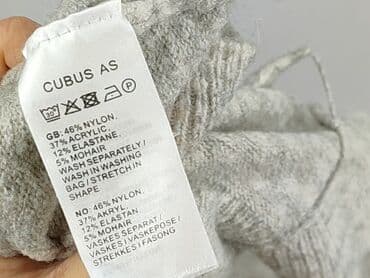 CUBUS AS
30 P
GB: 46% NYLON,
37% ACRYLIC,
12% ELASTANE,
5% MOHAIR
WASH SEPARATELY/
WASH IN WASHING
BAG / STRETCH IN
SHAPE
NO: 46% NYLON,
37% AKRYL,
12% ELASTAN,
5% MOHAIR
VASKES SEPARAT/
VASKES I VASKEPOSE/
STREKKES I FASONG